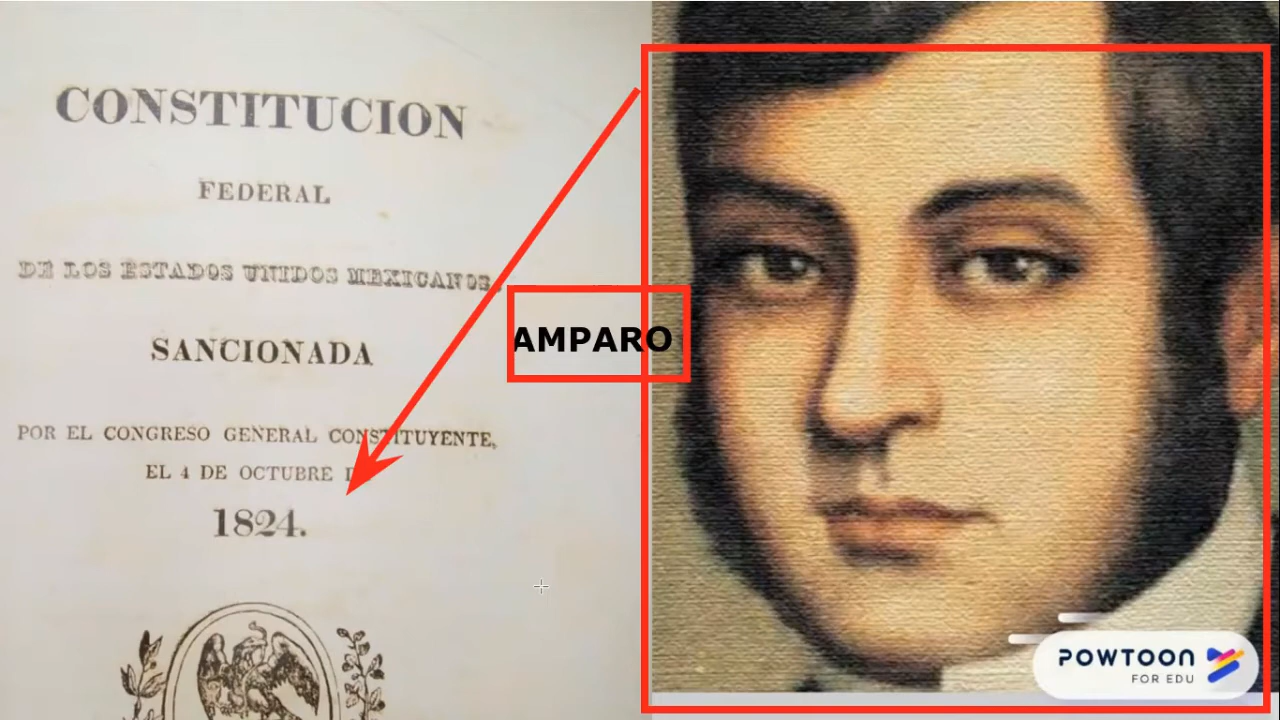 CONSTITUCION
FEDERAL
DE LOS ESTADOS UNIDOS MEXICANOS,
SANCIONADA
POR EL CONGRESO GENERAL CONSTITUYENTE,
EL 4 DE OCTUBRE
1824.
AMPARO
POWTOON
FOR EDU